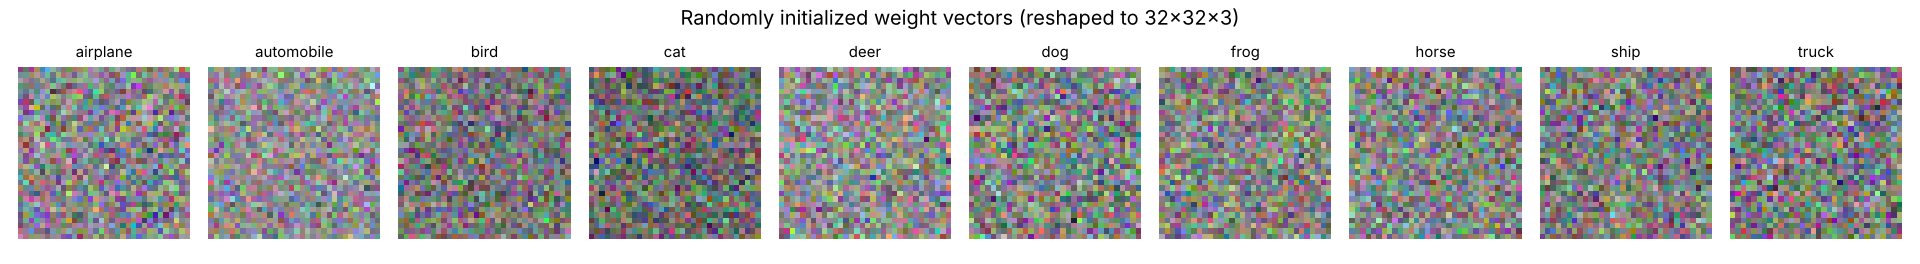 Randomly initialized weight vectors (reshaped to 32×32×3)
airplane automobile bird cat deer dog frog horse ship truck